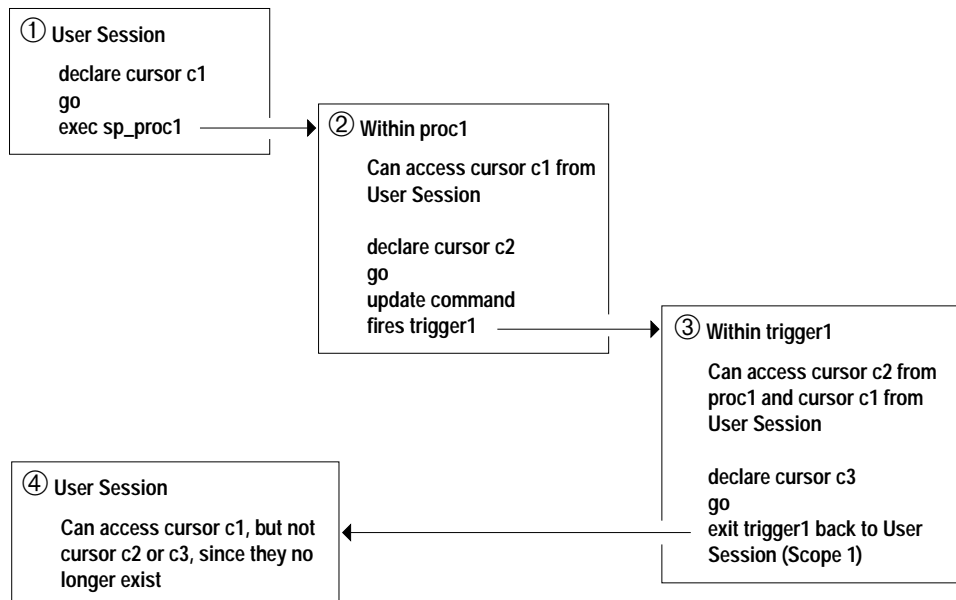 ① User Session
declare cursor c1
go
exec sp_proc1
② Within proc1
Can access cursor c1 from
User Session
declare cursor c2
go
update command
fires trigger1
③ Within trigger1
Can access cursor c2 from
proc1 and cursor c1 from
User Session
declare cursor c3
go
exit trigger1 back to User
Session (Scope 1)
④ User Session
Can access cursor c1, but not
cursor c2 or c3, since they no
longer exist